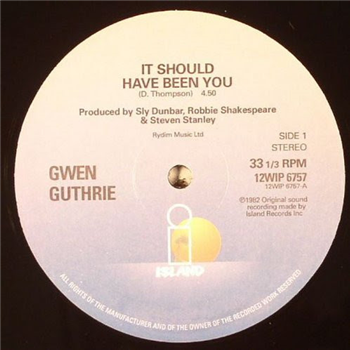 IT SHOULD
HAVE BEEN YOU
(D. Thompson) 4.50
Produced by Sly Dunbar, Robbie Shakespeare
& Steven Stanley
Rydim Music Ltd
SIDE 1
STEREO
GWEN
GUTHRIE
33 1/3 RPM
12WIP 6757
12WIP 6757-A
©1982 Original sound
recording made by
Island Records Inc
ISLAND
ALL RIGHTS OF THE MANUFACTURER AND OF THE OWNER OF THE RECORDED WORK RESERVED